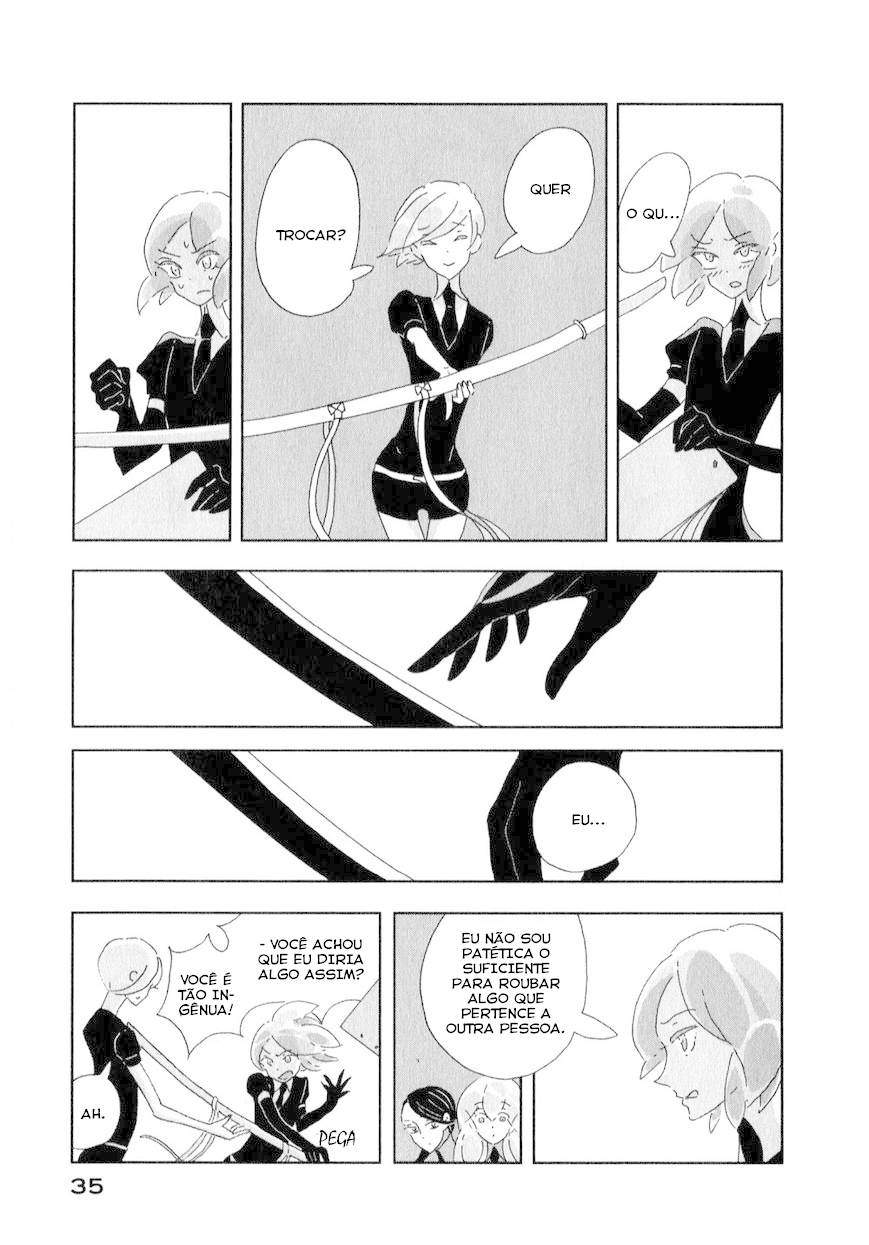 O QU...
QUER
TROCAR?
EU...
EU NÃO SOU
PATÉTICA O
SUFICIENTE
PARA ROUBAR
ALGO QUE
PERTENCE A
OUTRA PESSOA.
- VOCÊ ACHOU
QUE EU DIRIA
ALGO ASSIM?
VOCÊ É
TÃO IN-
GÊNUA!
PEGA
AH.
35